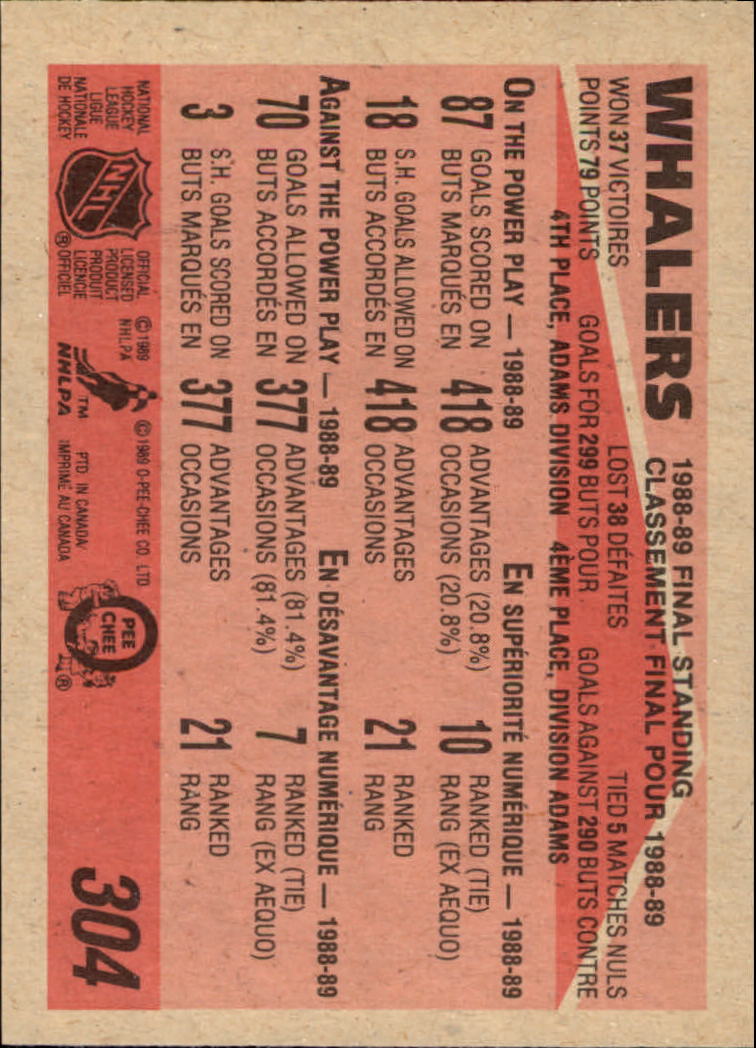 WHALERS
1988-89 FINAL STANDING
CLASSEMENT FINAL POUR 1988-89
WON 37 VICTOIRES LOST 38 DÉFAITES TIED 5 MATCHES NULS
POINTS 79 POINTS GOALS FOR 299 BUTS POUR GOALS AGAINST 290 BUTS CONTRE
4TH PLACE, ADAMS DIVISION 4ÈME PLACE, DIVISION ADAMS
ON THE POWER PLAY — 1988-89 EN SUPÉRIORITÉ NUMÉRIQUE — 1988-89
87 GOALS SCORED ON 418 ADVANTAGES (20.8%) 10 RANKED (TIE)
BUTS MARQUÉS EN OCCASIONS (20.8%) RANG (EX AEQUO)
18 S.H. GOALS ALLOWED ON 418 ADVANTAGES 21 RANKED
BUTS ACCORDÉS EN OCCASIONS RANG
AGAINST THE POWER PLAY — 1988-89 EN DÉSAVANTAGE NUMÉRIQUE — 1988-89
70 GOALS ALLOWED ON 377 ADVANTAGES (81.4%) 7 RANKED (TIE)
BUTS ACCORDÉS EN OCCASIONS (81.4%) RANG (EX AEQUO)
3 S.H. GOALS SCORED ON 377 ADVANTAGES 21 RANKED
BUTS MARQUÉS EN OCCASIONS RANG
NATIONAL
HOCKEY
LEAGUE
LIGUE
NATIONALE
DE HOCKEY
NHL
®
OFFICIAL
LICENSED
PRODUCT
PRODUIT
LICENCIE
OFFICIEL
© 1989
NHLPA
TM
NHLPA
© 1989 O-PEE-CHEE CO. LTD
PTD. IN CANADA/
IMPRIMÉ AU CANADA
O
PEE
CHEE
®
304